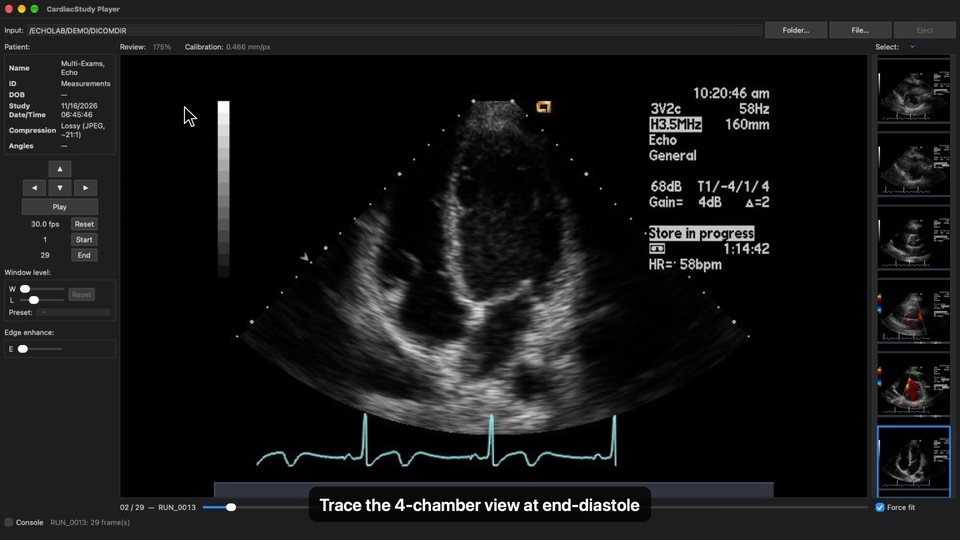 CardiacStudy Player
Input: /ECHOLAB/DEMO/DICOMDIR Folder... File... Eject
Patient: Review: 175% Calibration: 0.466 mm/px Select:
Name Multi-Exams, Echo
ID Measurements
DOB —
Study Date/Time 11/16/2026 06:45:46
Compression Lossy (JPEG, ~21:1)
Angles —
Play
30.0 fps Reset
1 Start
29 End
Window level:
W
L Reset
Preset:
Edge enhance:
E
10:20:46 am
3V2c 58Hz
H3.5MHz 160mm
Echo
General
68dB T1/-4/1/4
Gain= 4dB Δ=2
Store in progress
1:14:42
HR= 58bpm
Trace the 4-chamber view at end-diastole
02 / 29 — RUN_0013 Force fit
Console RUN_0013: 29 frame(s)